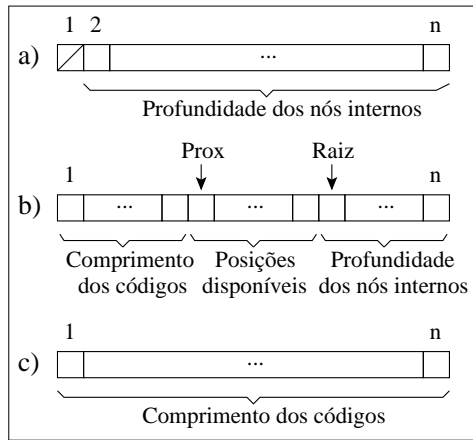 1 2 n
a) ...
Profundidade dos nós internos
Prox Raiz
1 n
b) ... ... ...
Comprimento Posições Profundidade
dos códigos disponíveis dos nós internos
1 n
c) ...
Comprimento dos códigos